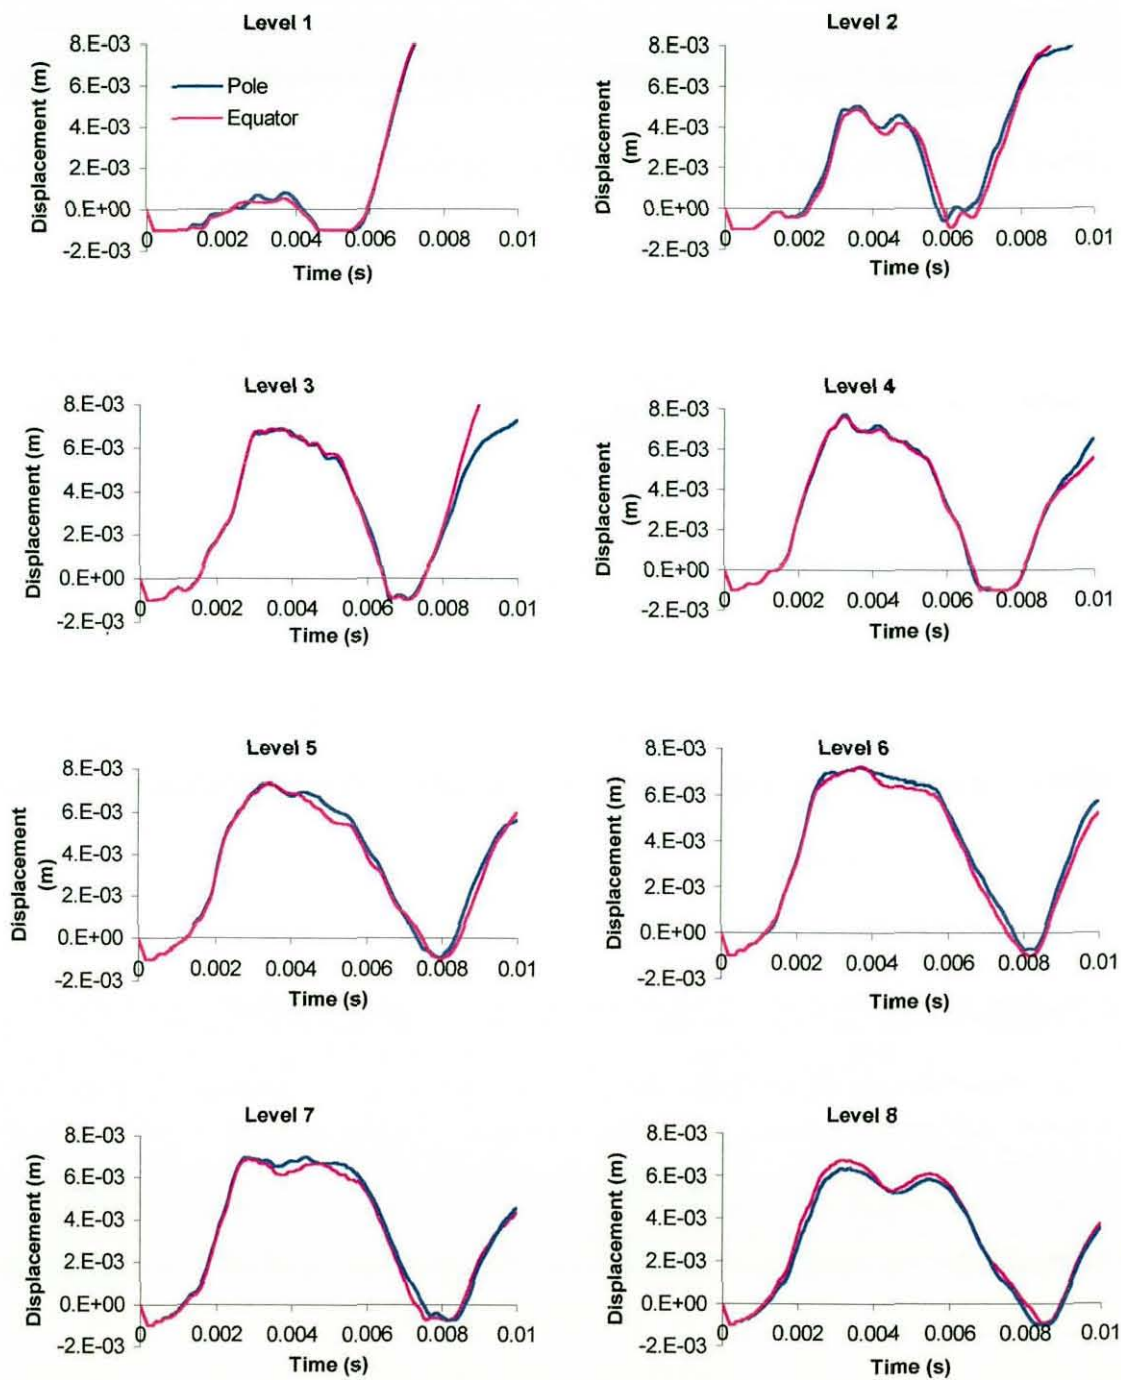 Level 1
8.E-03
6.E-03
4.E-03
2.E-03
0.E+00
-2.E-03
Displacement (m)
Pole
Equator
0 0.002 0.004 0.006 0.008 0.01
Time (s)
Level 2
8.E-03
6.E-03
4.E-03
2.E-03
0.E+00
-2.E-03
Displacement
(m)
0 0.002 0.004 0.006 0.008 0.01
Time (s)
Level 3
8.E-03
6.E-03
4.E-03
2.E-03
0.E+00
-2.E-03
Displacement (m)
0 0.002 0.004 0.006 0.008 0.01
Time (s)
Level 4
8.E-03
6.E-03
4.E-03
2.E-03
0.E+00
-2.E-03
Displacement
(m)
0 0.002 0.004 0.006 0.008 0.01
Time (s)
Level 5
8.E-03
6.E-03
4.E-03
2.E-03
0.E+00
-2.E-03
Displacement
(m)
0 0.002 0.004 0.006 0.008 0.01
Time (s)
Level 6
8.E-03
6.E-03
4.E-03
2.E-03
0.E+00
-2.E-03
Displacement (m)
0 0.002 0.004 0.006 0.008 0.01
Time (s)
Level 7
8.E-03
6.E-03
4.E-03
2.E-03
0.E+00
-2.E-03
Displacement (m)
0 0.002 0.004 0.006 0.008 0.01
Time (s)
Level 8
8.E-03
6.E-03
4.E-03
2.E-03
0.E+00
-2.E-03
Displacement (m)
0 0.002 0.004 0.006 0.008 0.01
Time (s)